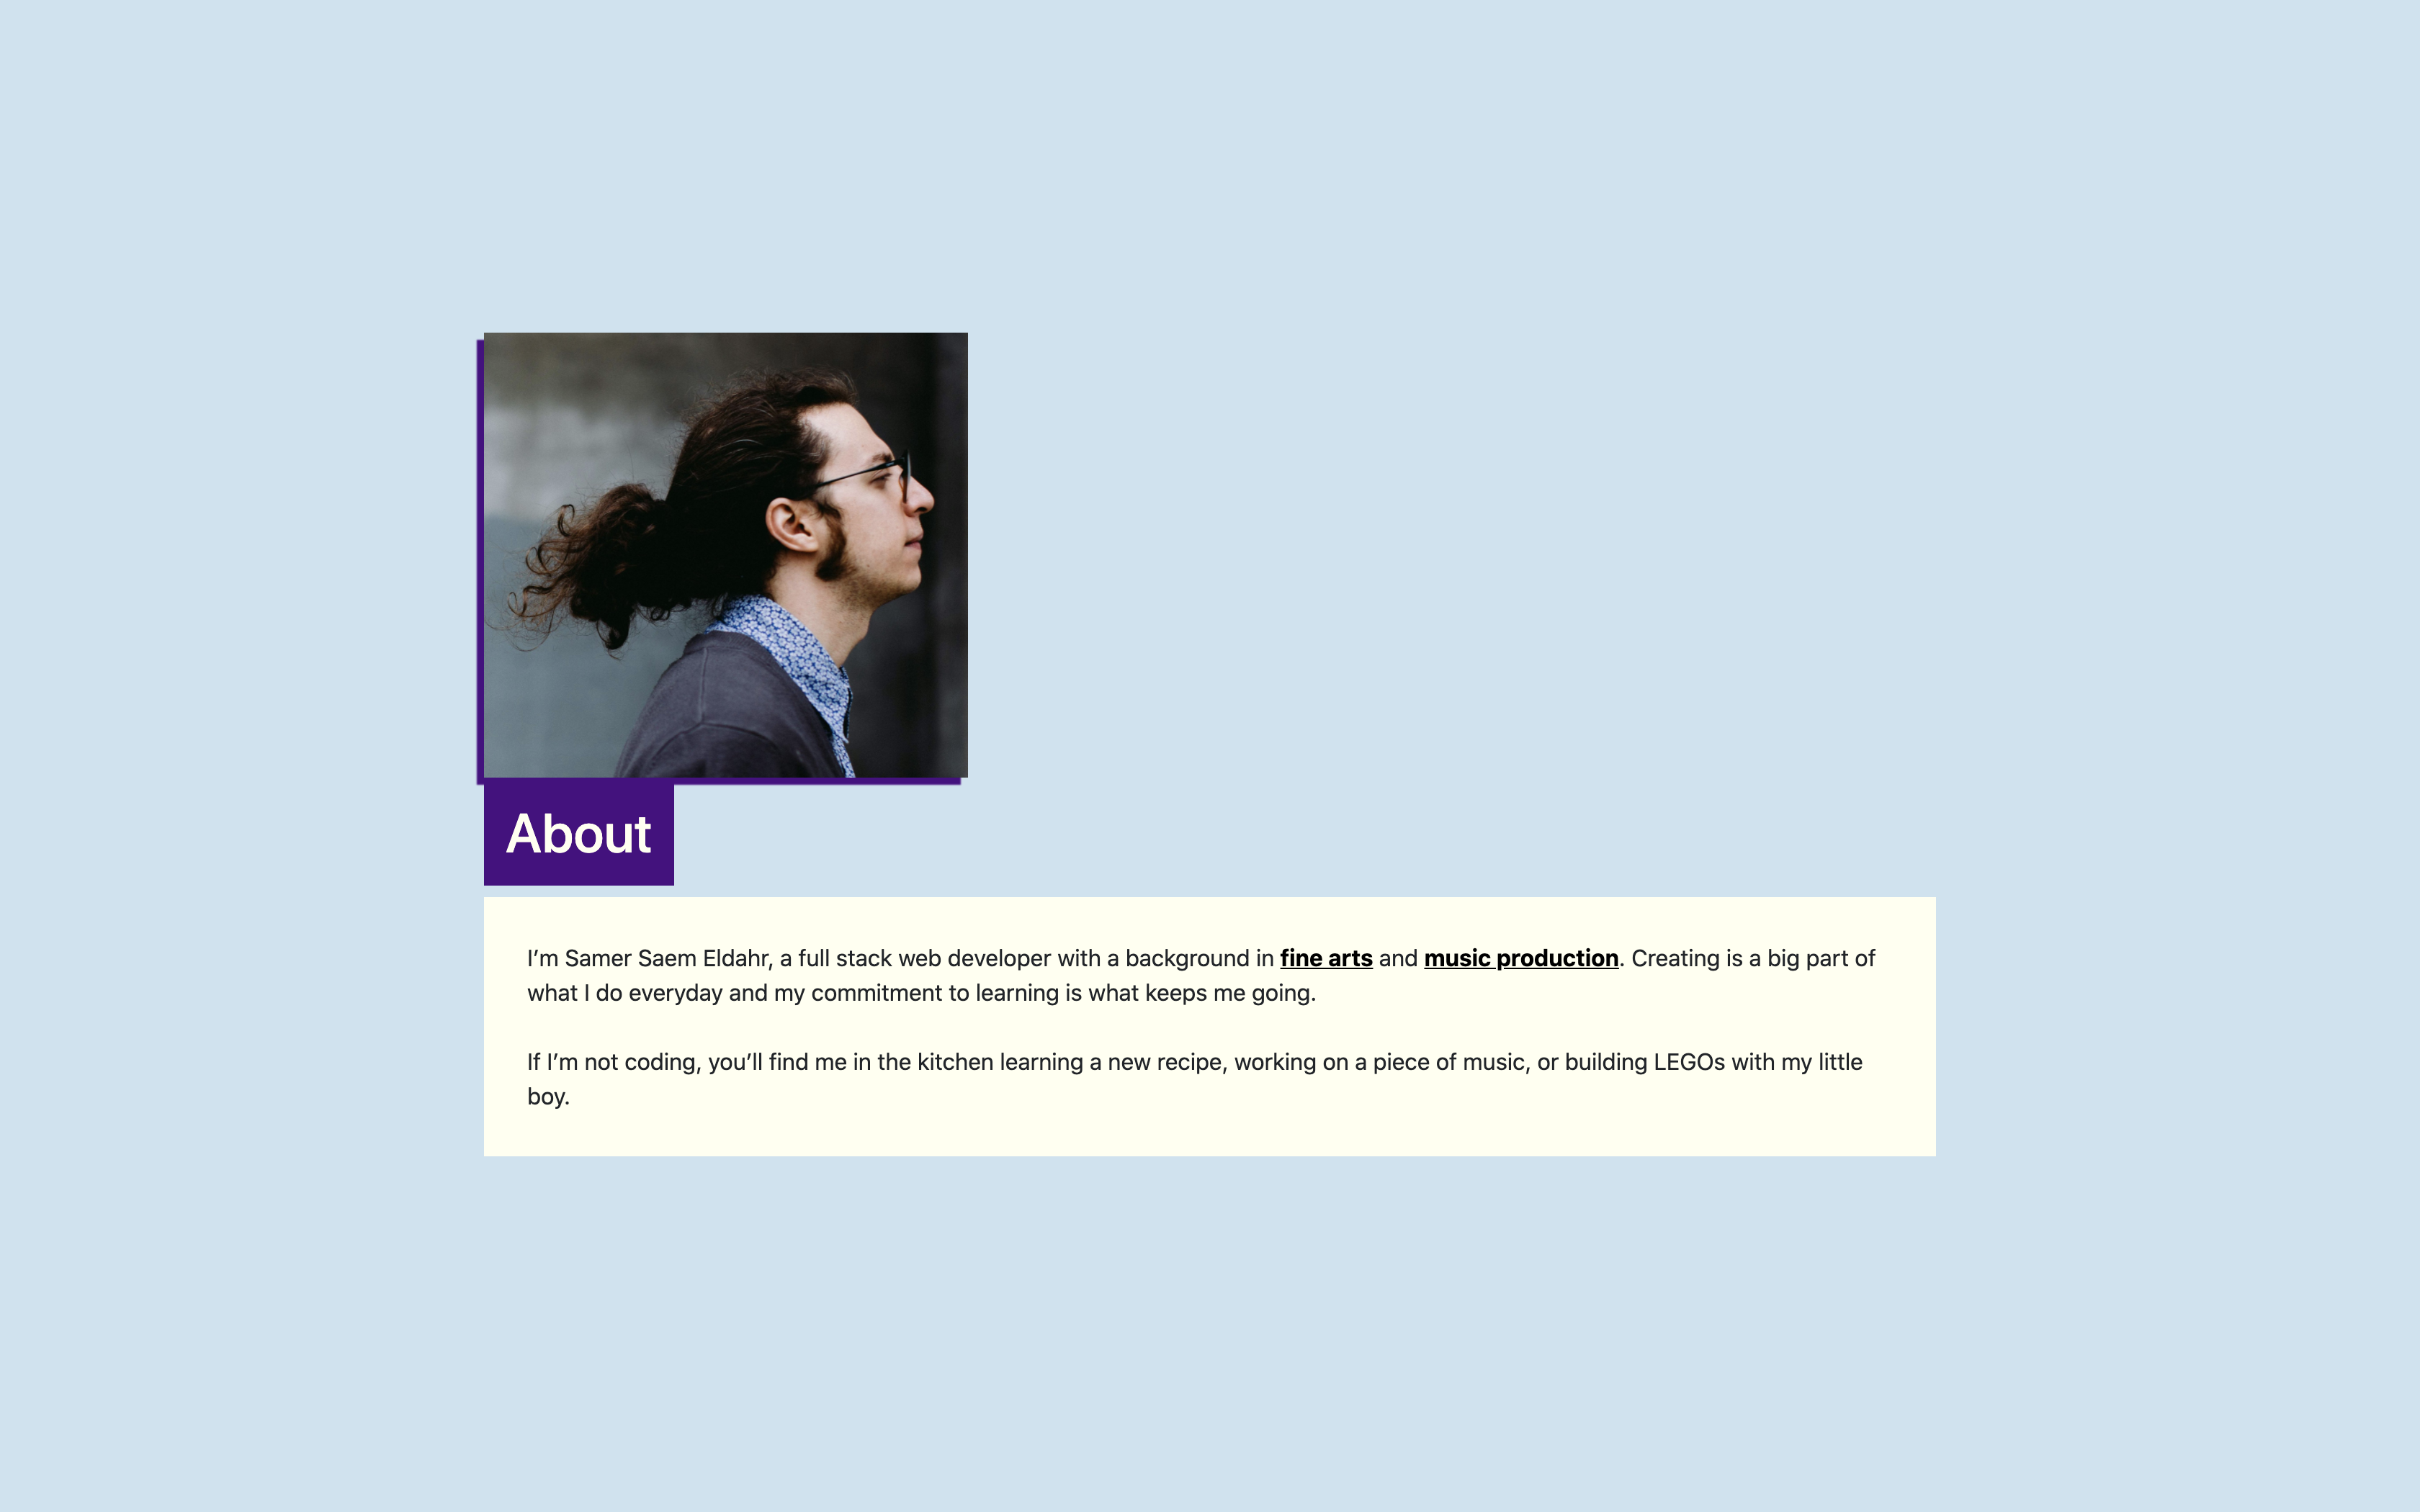 About
I’m Samer Saem Eldahr, a full stack web developer with a background in fine arts and music production. Creating is a big part of
what I do everyday and my commitment to learning is what keeps me going.
If I’m not coding, you’ll find me in the kitchen learning a new recipe, working on a piece of music, or building LEGOs with my little
boy.